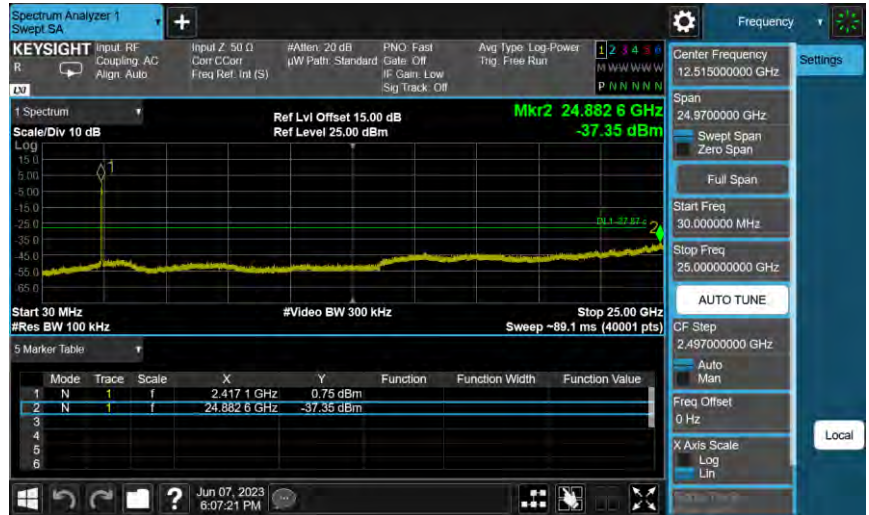 Spectrum Analyzer 1
Swept SA
+
Frequency
KEYSIGHT
R
LXI
Input: RF
Coupling: AC
Align: Auto
Input Z: 50 Ω
Corr CCorr
Freq Ref: Int (S)
#Atten: 20 dB
µW Path: Standard
PNO: Fast
Gate: Off
IF Gain: Low
Sig Track: Off
Avg Type: Log-Power
Trig: Free Run
1 2 3 4 5 6
M W W W W W
P N N N N N
1 Spectrum
Scale/Div 10 dB
Ref Lvl Offset 15.00 dB
Ref Level 25.00 dBm
Mkr2 24.882 6 GHz
-37.35 dBm
Log
15.0
5.00
-5.00
-15.0
-25.0
-35.0
-45.0
-55.0
-65.0
1
2
Start 30 MHz
#Res BW 100 kHz
#Video BW 300 kHz
Stop 25.00 GHz
Sweep ~89.1 ms (40001 pts)
5 Marker Table
Mode Trace Scale X Y Function Function Width Function Value
1 N 1 f 2.417 1 GHz 0.75 dBm
2 N 1 f 24.882 6 GHz -37.35 dBm
3
4
5
6
Jun 07, 2023
6:07:21 PM
Center Frequency
12.515000000 GHz
Span
24.9700000 GHz
Swept Span
Zero Span
Full Span
Start Freq
30.000000 MHz
Stop Freq
25.000000000 GHz
AUTO TUNE
CF Step
2.497000000 GHz
Auto
Man
Freq Offset
0 Hz
X Axis Scale
Log
Lin
Settings
Local